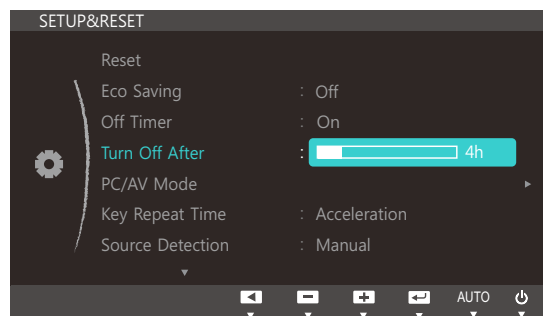 SETUP&RESET
Reset
Eco Saving : Off
Off Timer : On
Turn Off After : 4h
PC/AV Mode
Key Repeat Time : Acceleration
Source Detection : Manual
AUTO